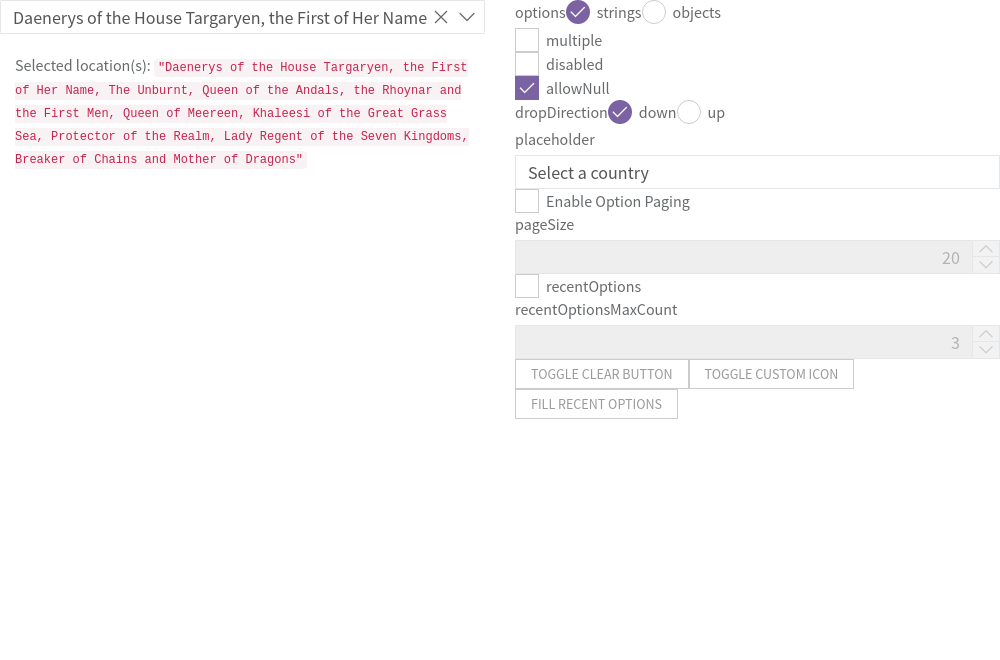 Daenerys of the House Targaryen, the First of Her Name
Selected location(s): "Daenerys of the House Targaryen, the First
of Her Name, The Unburnt, Queen of the Andals, the Rhoynar and
the First Men, Queen of Meereen, Khaleesi of the Great Grass
Sea, Protector of the Realm, Lady Regent of the Seven Kingdoms,
Breaker of Chains and Mother of Dragons"
options strings objects
multiple
disabled
allowNull
dropDirection down up
placeholder
Select a country
Enable Option Paging
pageSize
20
recentOptions
recentOptionsMaxCount
3
TOGGLE CLEAR BUTTON TOGGLE CUSTOM ICON
FILL RECENT OPTIONS